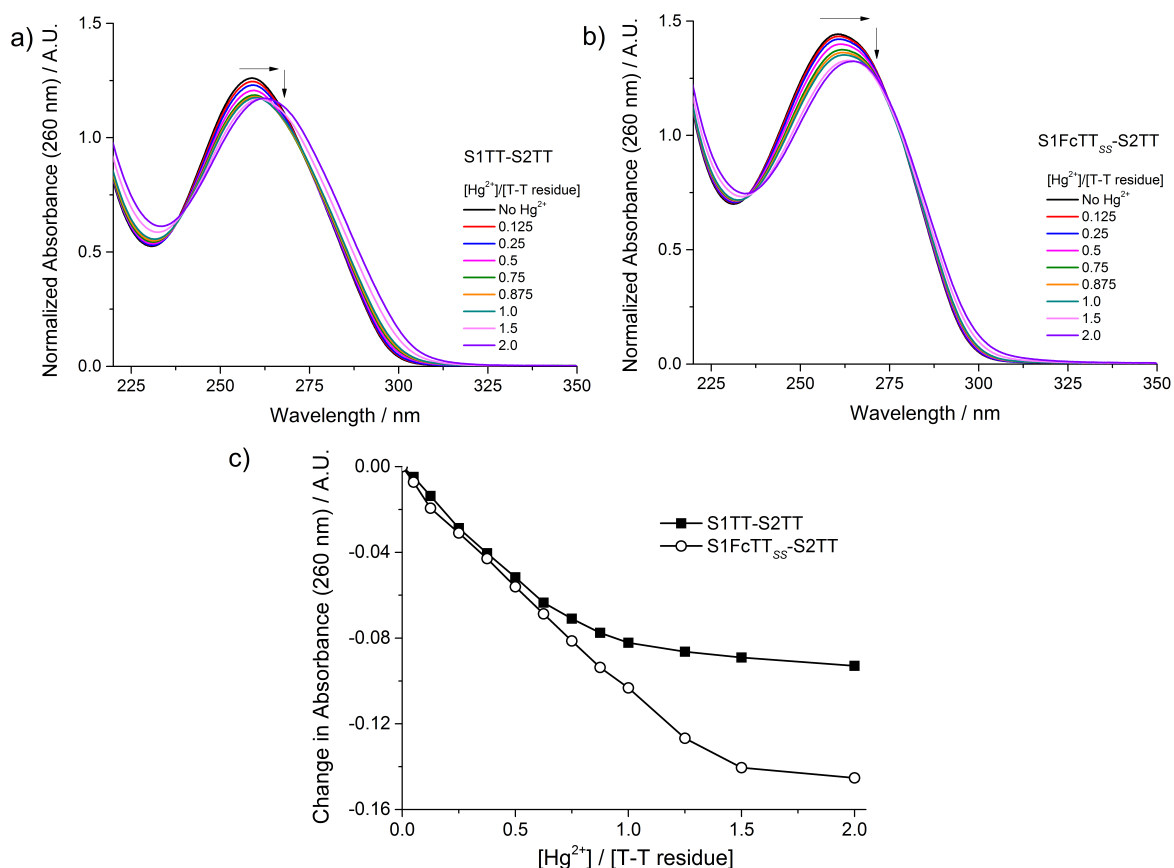 a)
Normalized Absorbance (260 nm) / A.U.
1.5
1.0
0.5
0.0
225
250
275
300
325
350
Wavelength / nm
S1TT-S2TT
[Hg²⁺]/[T-T residue]
No Hg²⁺
0.125
0.25
0.5
0.75
0.875
1.0
1.5
2.0
b)
Normalized Absorbance (260 nm) / A.U.
1.5
1.0
0.5
0.0
225
250
275
300
325
350
Wavelength / nm
S1FcTTSS-S2TT
[Hg²⁺]/[T-T residue]
No Hg²⁺
0.125
0.25
0.5
0.75
0.875
1.0
1.5
2.0
c)
Change in Absorbance (260 nm) / A.U.
0.00
-0.04
-0.08
-0.12
-0.16
0.0
0.5
1.0
1.5
2.0
[Hg²⁺] / [T-T residue]
S1TT-S2TT
S1FcTTSS-S2TT